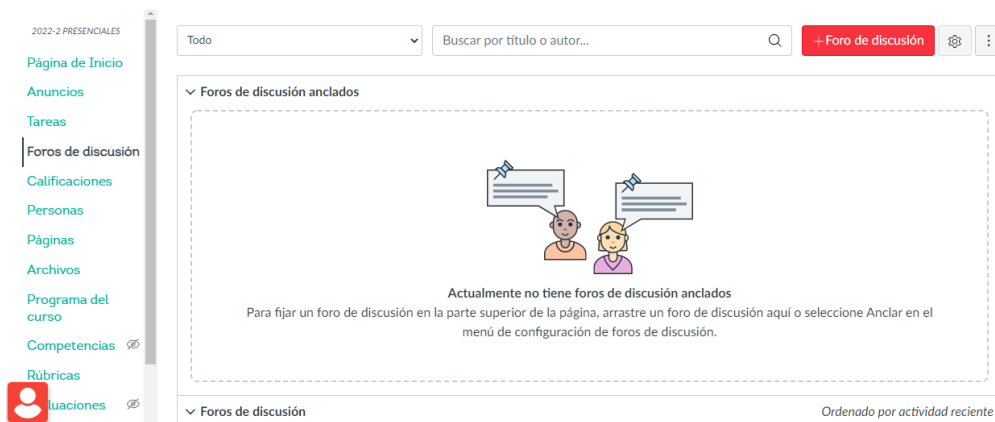 2022-2 PRESENCIALES
Página de Inicio
Anuncios
Tareas
Foros de discusión
Calificaciones
Personas
Páginas
Archivos
Programa del
curso
Competencias
Rúbricas
Todo
Buscar por título o autor...
+Foro de discusión
Foros de discusión anclados
Actualmente no tiene foros de discusión anclados
Para fijar un foro de discusión en la parte superior de la página, arrastre un foro de discusión aquí o seleccione Anclar en el
menú de configuración de foros de discusión.
Foros de discusión
Ordenado por actividad reciente